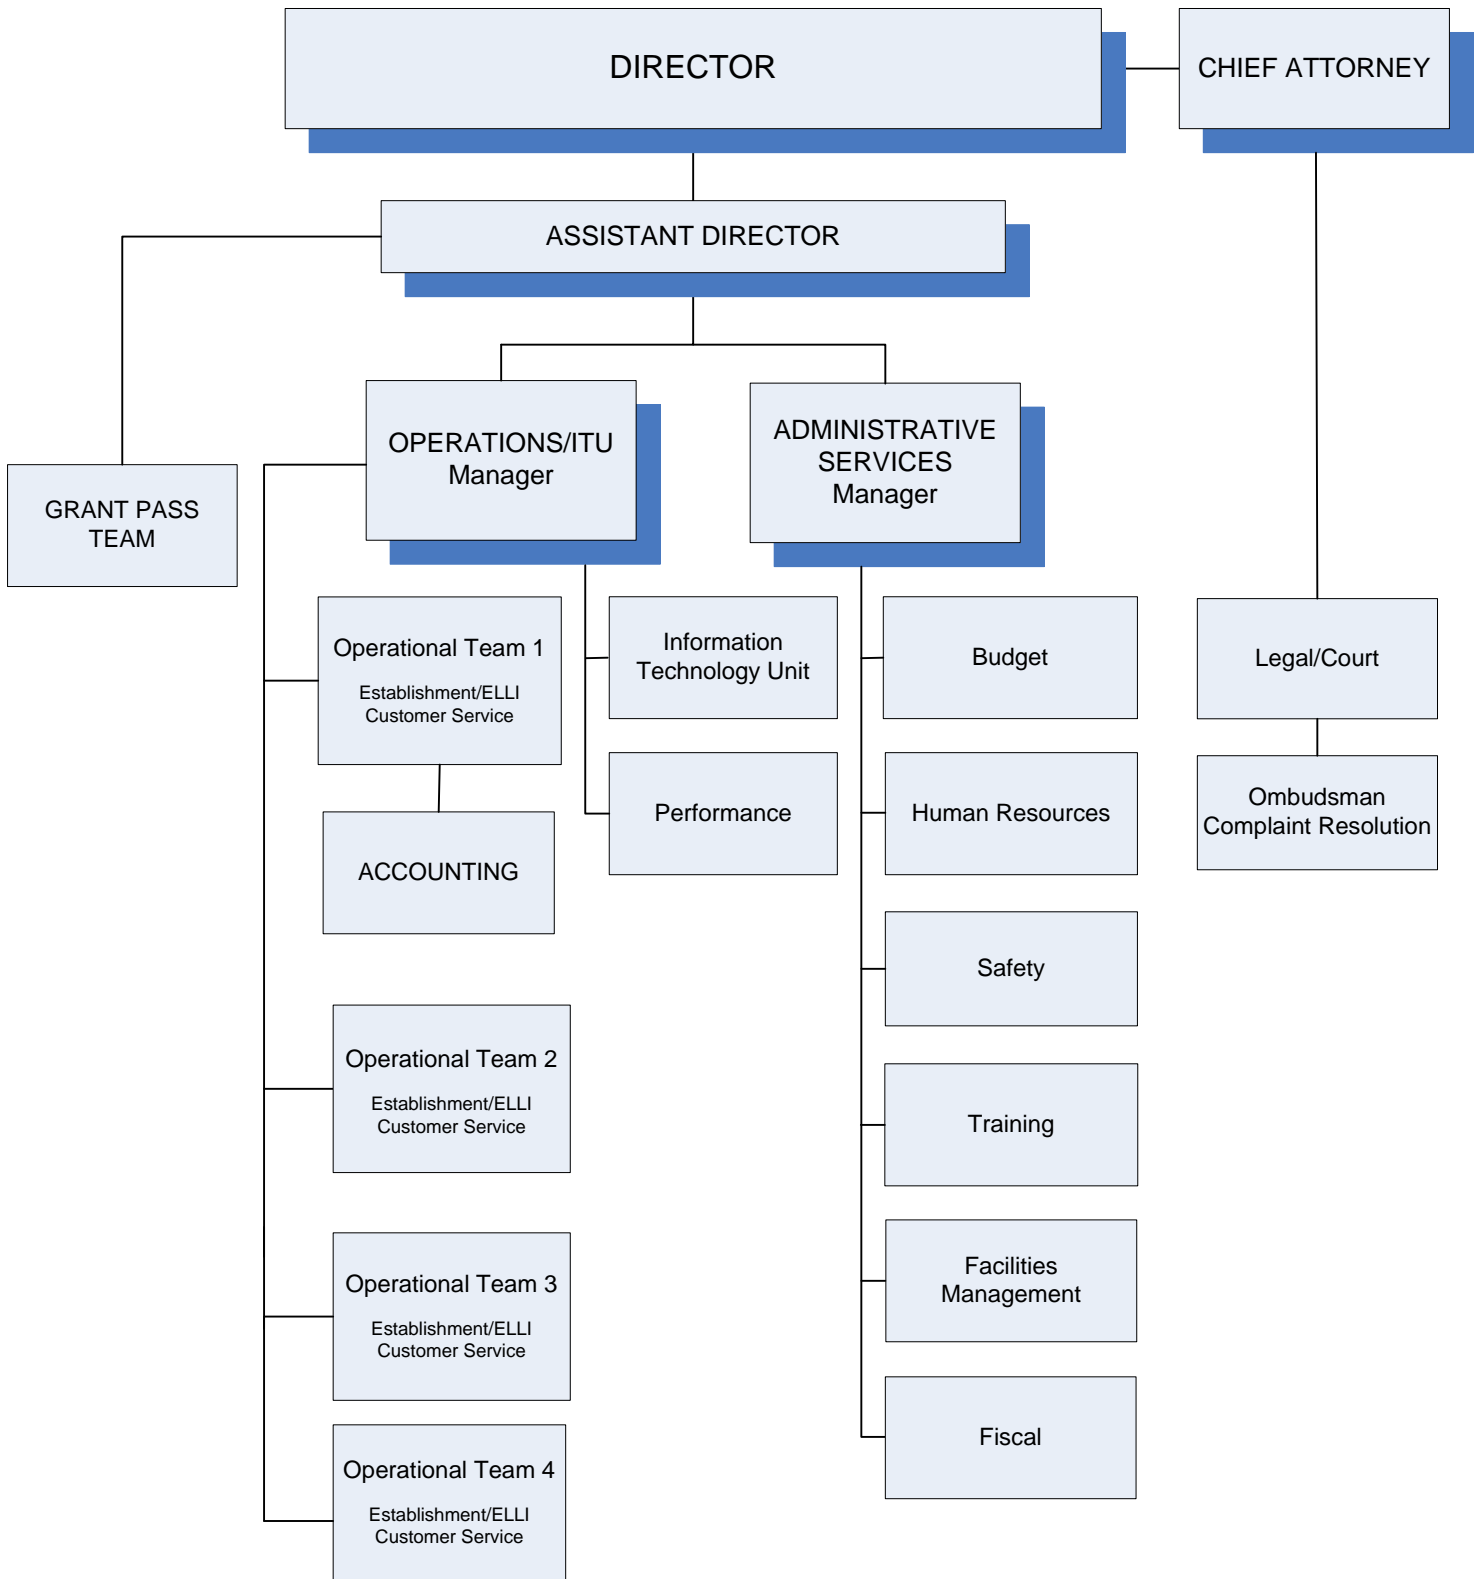 DIRECTOR
CHIEF ATTORNEY
ASSISTANT DIRECTOR
OPERATIONS/ITU
Manager
ADMINISTRATIVE
SERVICES
Manager
GRANT PASS
TEAM
Operational Team 1
Establishment/ELLI
Customer Service
Information
Technology Unit
Budget
Legal/Court
ACCOUNTING
Performance
Human Resources
Ombudsman
Complaint Resolution
Safety
Operational Team 2
Establishment/ELLI
Customer Service
Training
Operational Team 3
Establishment/ELLI
Customer Service
Facilities
Management
Operational Team 4
Establishment/ELLI
Customer Service
Fiscal